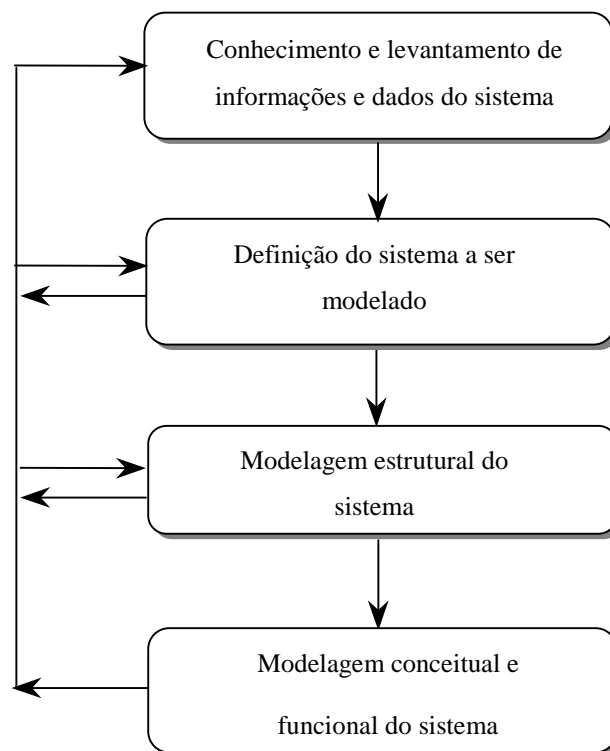 Conhecimento e levantamento de
informações e dados do sistema
Definição do sistema a ser
modelado
Modelagem estrutural do
sistema
Modelagem conceitual e
funcional do sistema